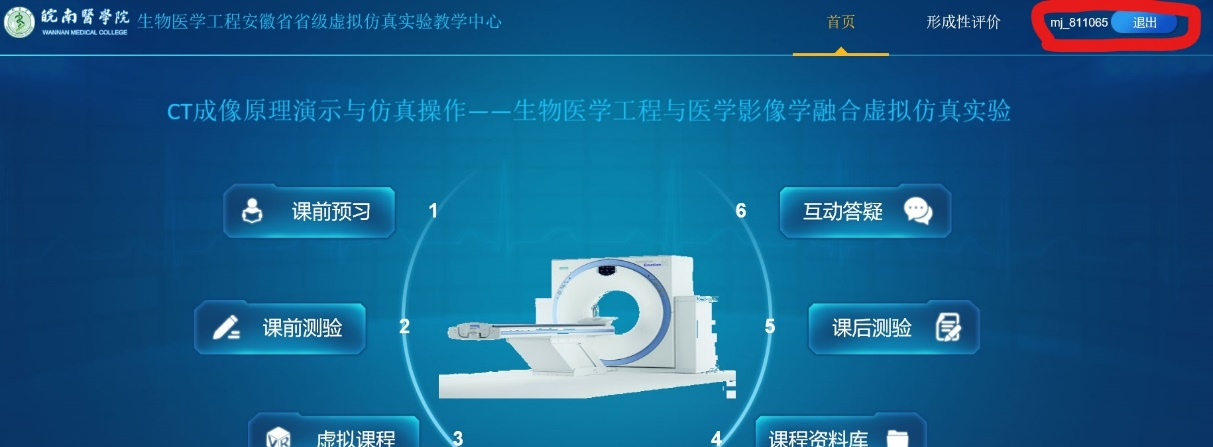 皖南醫学院
WANNAN MEDICAL COLLEGE
生物医学工程安徽省省级虚拟仿真实验教学中心
首页
形成性评价
mj_811065
退出
CT成像原理演示与仿真操作——生物医学工程与医学影像学融合虚拟仿真实验
课前预习
1
6
互动答疑
课前测验
2
5
课后测验
VR
虚拟课程
3
4
课程资料库